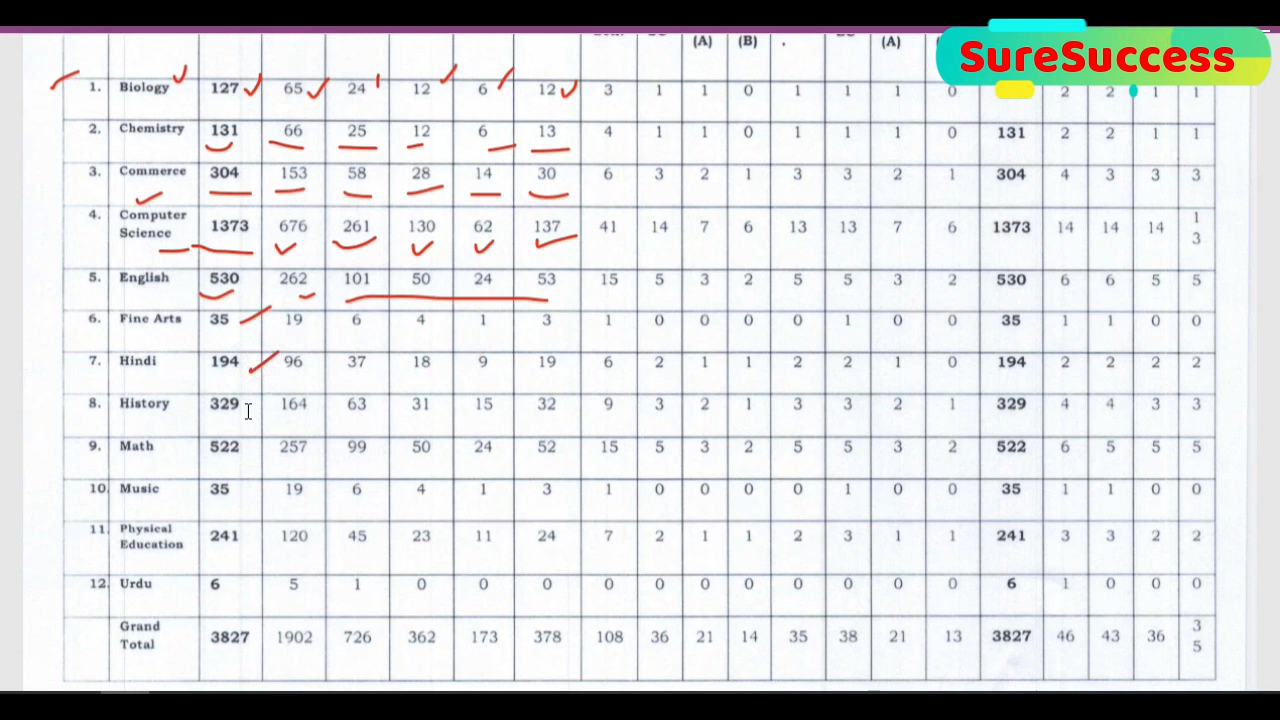 SureSuccess
(A) (B) . (A)
1. Biology 127 65 24 12 6 12 3 1 1 0 1 1 1 0 2 2 1 1
2. Chemistry 131 66 25 12 6 13 4 1 1 0 1 1 1 0 131 2 2 1 1
3. Commerce 304 153 58 28 14 30 6 3 2 1 3 3 2 1 304 4 3 3 3
4. Computer
Science 1373 676 261 130 62 137 41 14 7 6 13 13 7 6 1373 14 14 14 13
5. English 530 262 101 50 24 53 15 5 3 2 5 5 3 2 530 6 6 5 5
6. Fine Arts 35 19 6 4 1 3 1 0 0 0 0 1 0 0 35 1 1 0 0
7. Hindi 194 96 37 18 9 19 6 2 1 1 2 2 1 0 194 2 2 2 2
8. History 329 164 63 31 15 32 9 3 2 1 3 3 2 1 329 4 4 3 3
9. Math 522 257 99 50 24 52 15 5 3 2 5 5 3 2 522 6 5 5 5
10. Music 35 19 6 4 1 3 1 0 0 0 0 1 0 0 35 1 1 0 0
11. Physical
Education 241 120 45 23 11 24 7 2 1 1 2 3 1 1 241 3 3 2 2
12. Urdu 6 5 1 0 0 0 0 0 0 0 0 0 0 0 6 1 0 0 0
Grand
Total 3827 1902 726 362 173 378 108 36 21 14 35 38 21 13 3827 46 43 36 35